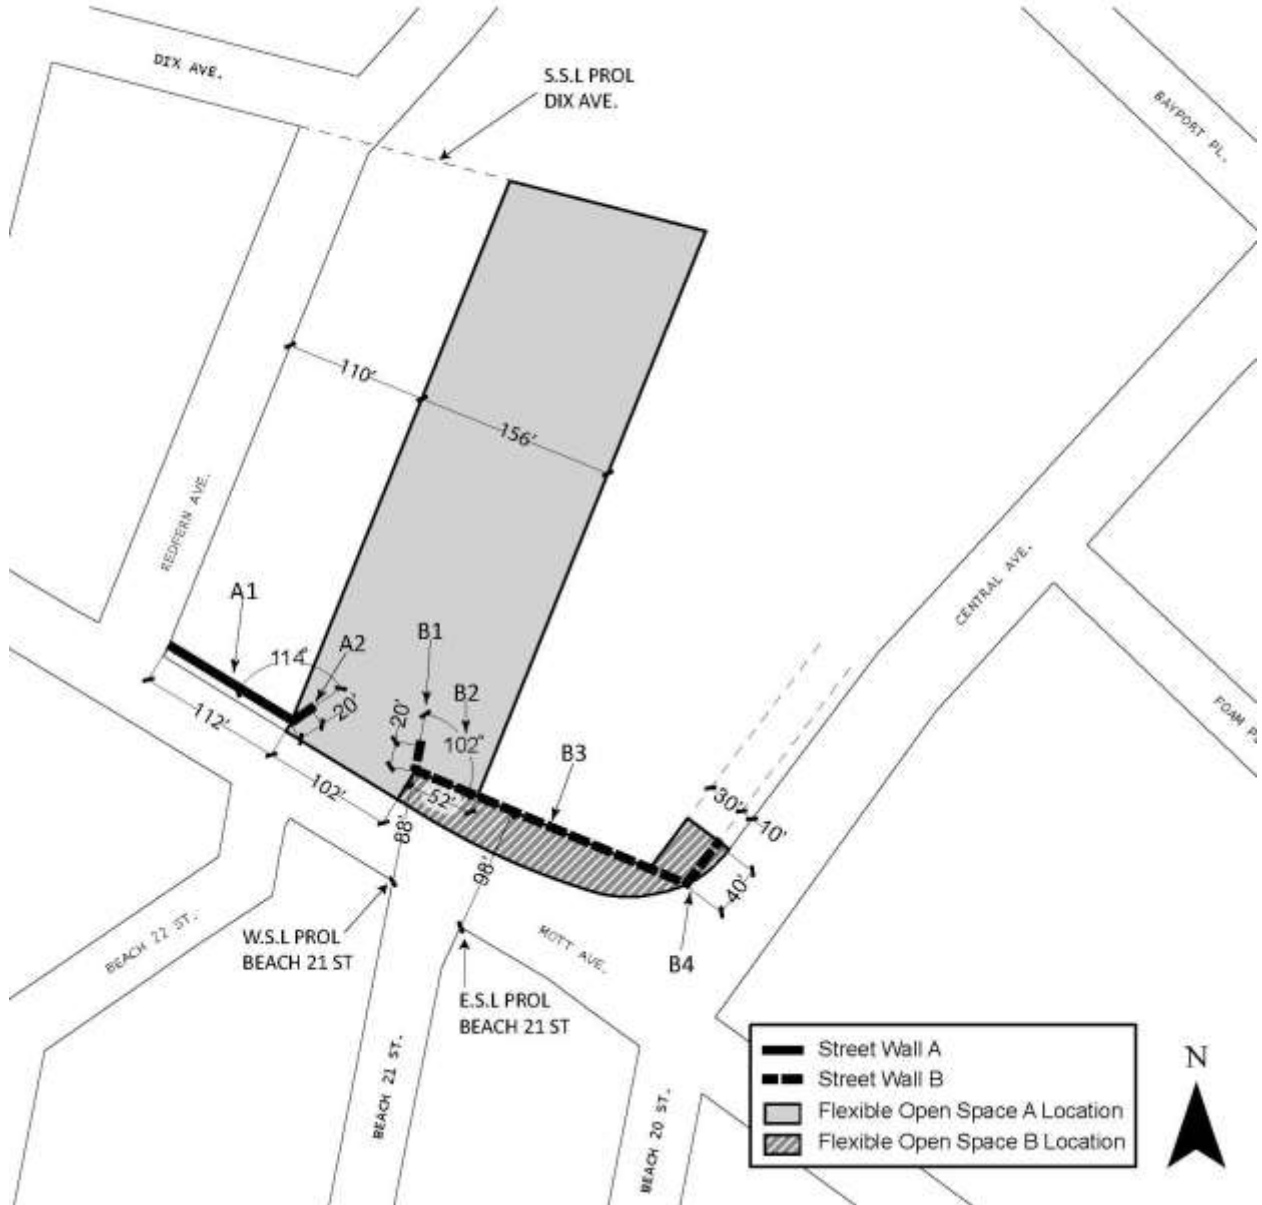 DIX AVE.
S.S.L PROL
DIX AVE.
BAYPORT PL.
110'
156'
REDFERN AVE.
CENTRAL AVE.
A1
114°
A2
20'
112'
102'
B1
B2
20'
102°
52'
B3
88'
98'
30'
10'
40'
B4
FOAM P
W.S.L PROL
BEACH 21 ST
E.S.L PROL
BEACH 21 ST
MOTT AVE.
BEACH 22 ST.
BEACH 21 ST.
BEACH 20 ST.
Street Wall A
Street Wall B
Flexible Open Space A Location
Flexible Open Space B Location
N